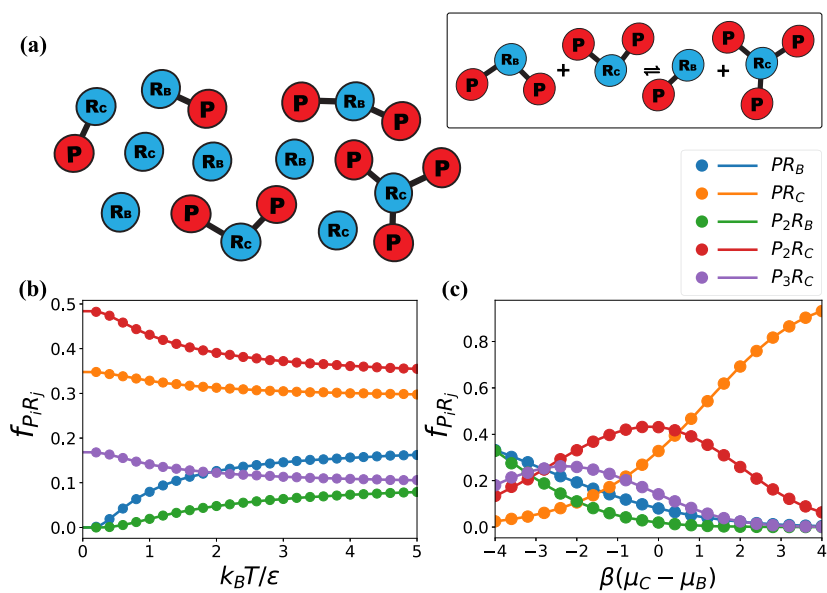 (a)
R_B R_C P P
+ ⇌ +
P P R_C R_B P R_C P
P P
R_C R_B P P R_B P
P R_C R_B R_B P R_C P
R_B P P R_C R_C P
PR_B
PR_C
P_2R_B
P_2R_C
P_3R_C
(b)
f_{P_iR_j}
0.5
0.4
0.3
0.2
0.1
0.0
0 1 2 3 4 5
k_BT/ε
(c)
f_{P_iR_j}
0.8
0.6
0.4
0.2
0.0
−4 −3 −2 −1 0 1 2 3 4
β(μ_C − μ_B)